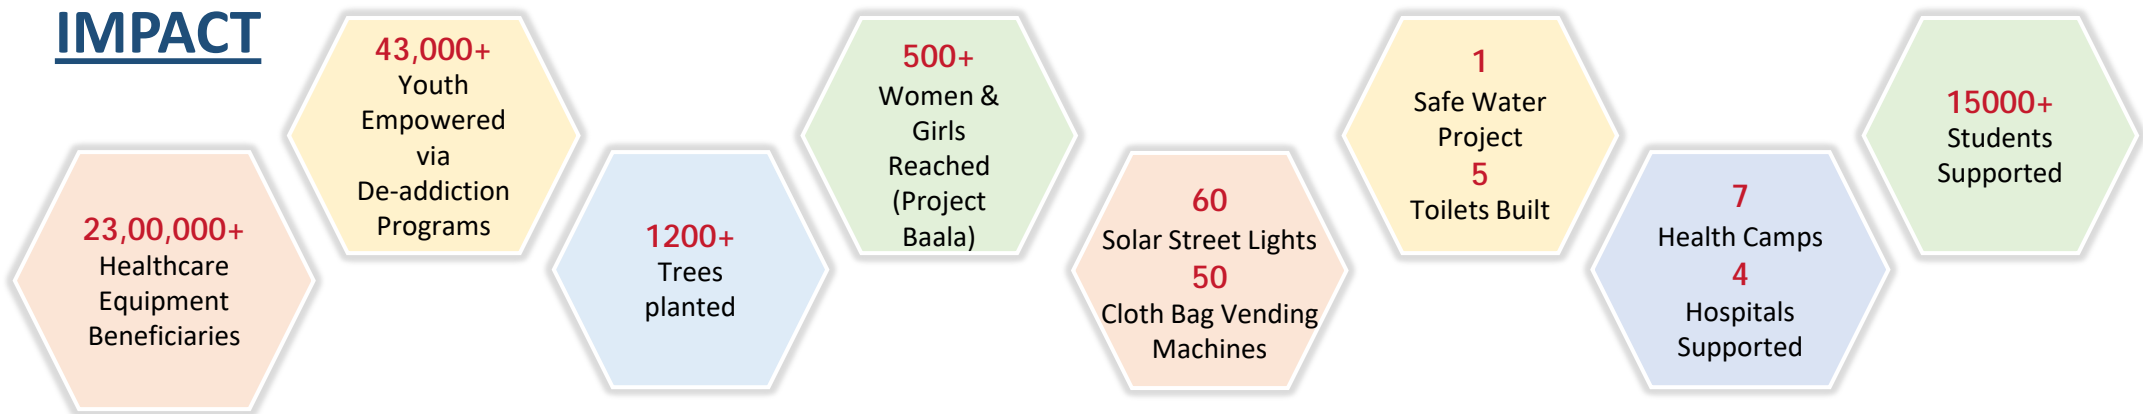 IMPACT
23,00,000+
Healthcare
Equipment
Beneficiaries
43,000+
Youth
Empowered
via
De-addiction
Programs
1200+
Trees
planted
500+
Women &
Girls
Reached
(Project
Baala)
60
Solar Street Lights
50
Cloth Bag Vending
Machines
1
Safe Water
Project
5
Toilets Built
7
Health Camps
4
Hospitals
Supported
15000+
Students
Supported